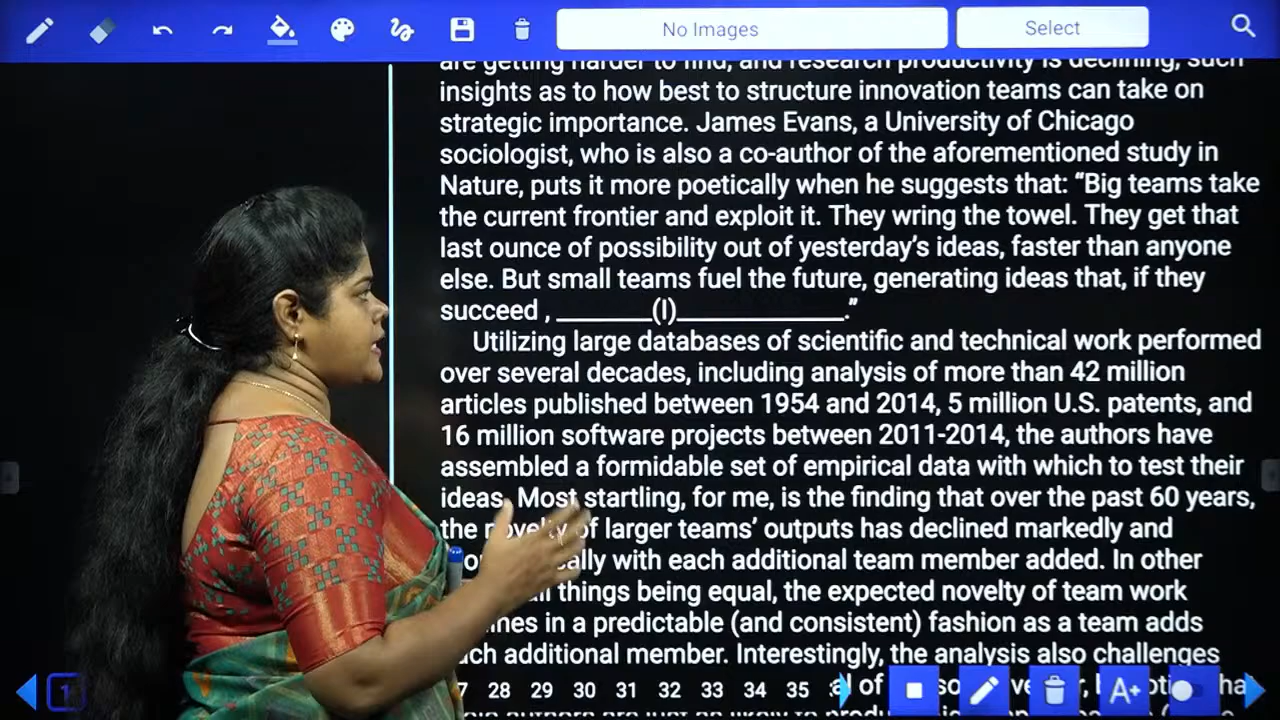 No Images
Select
are getting harder to find, and research productivity is declining, such
insights as to how best to structure innovation teams can take on
strategic importance. James Evans, a University of Chicago
sociologist, who is also a co-author of the aforementioned study in
Nature, puts it more poetically when he suggests that: “Big teams take
the current frontier and exploit it. They wring the towel. They get that
last ounce of possibility out of yesterday’s ideas, faster than anyone
else. But small teams fuel the future, generating ideas that, if they
succeed , _______(I)____________.”
Utilizing large databases of scientific and technical work performed
over several decades, including analysis of more than 42 million
articles published between 1954 and 2014, 5 million U.S. patents, and
16 million software projects between 2011-2014, the authors have
assembled a formidable set of empirical data with which to test their
ideas. Most startling, for me, is the finding that over the past 60 years,
the novelty of larger teams’ outputs has declined markedly and
with each additional team member added. In other
things being equal, the expected novelty of team work
in a predictable (and consistent) fashion as a team adds
additional member. Interestingly, the analysis also challenges
1
28 29 30 31 32 33 34 35
of
A+